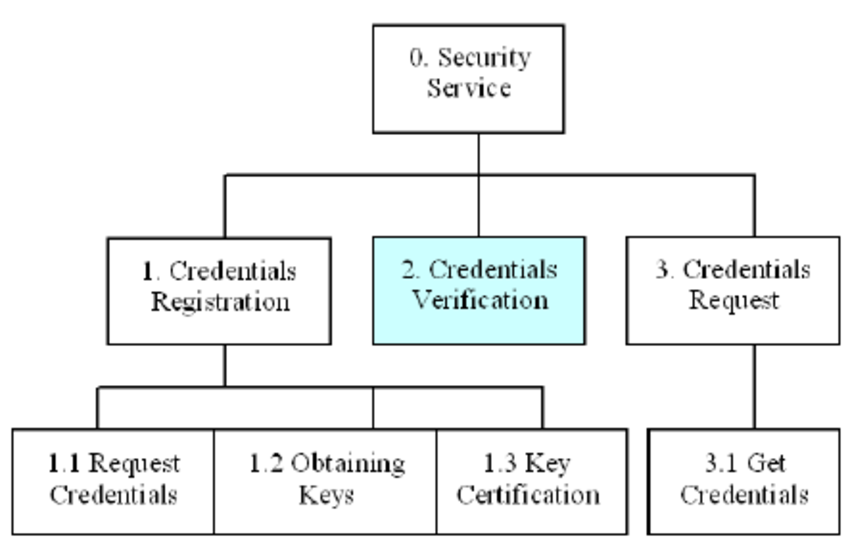 0. Security
Service
1. Credentials
Registration
2. Credentials
Verification
3. Credentials
Request
1.1 Request
Credentials
1.2 Obtaining
Keys
1.3 Key
Certification
3.1 Get
Credentials